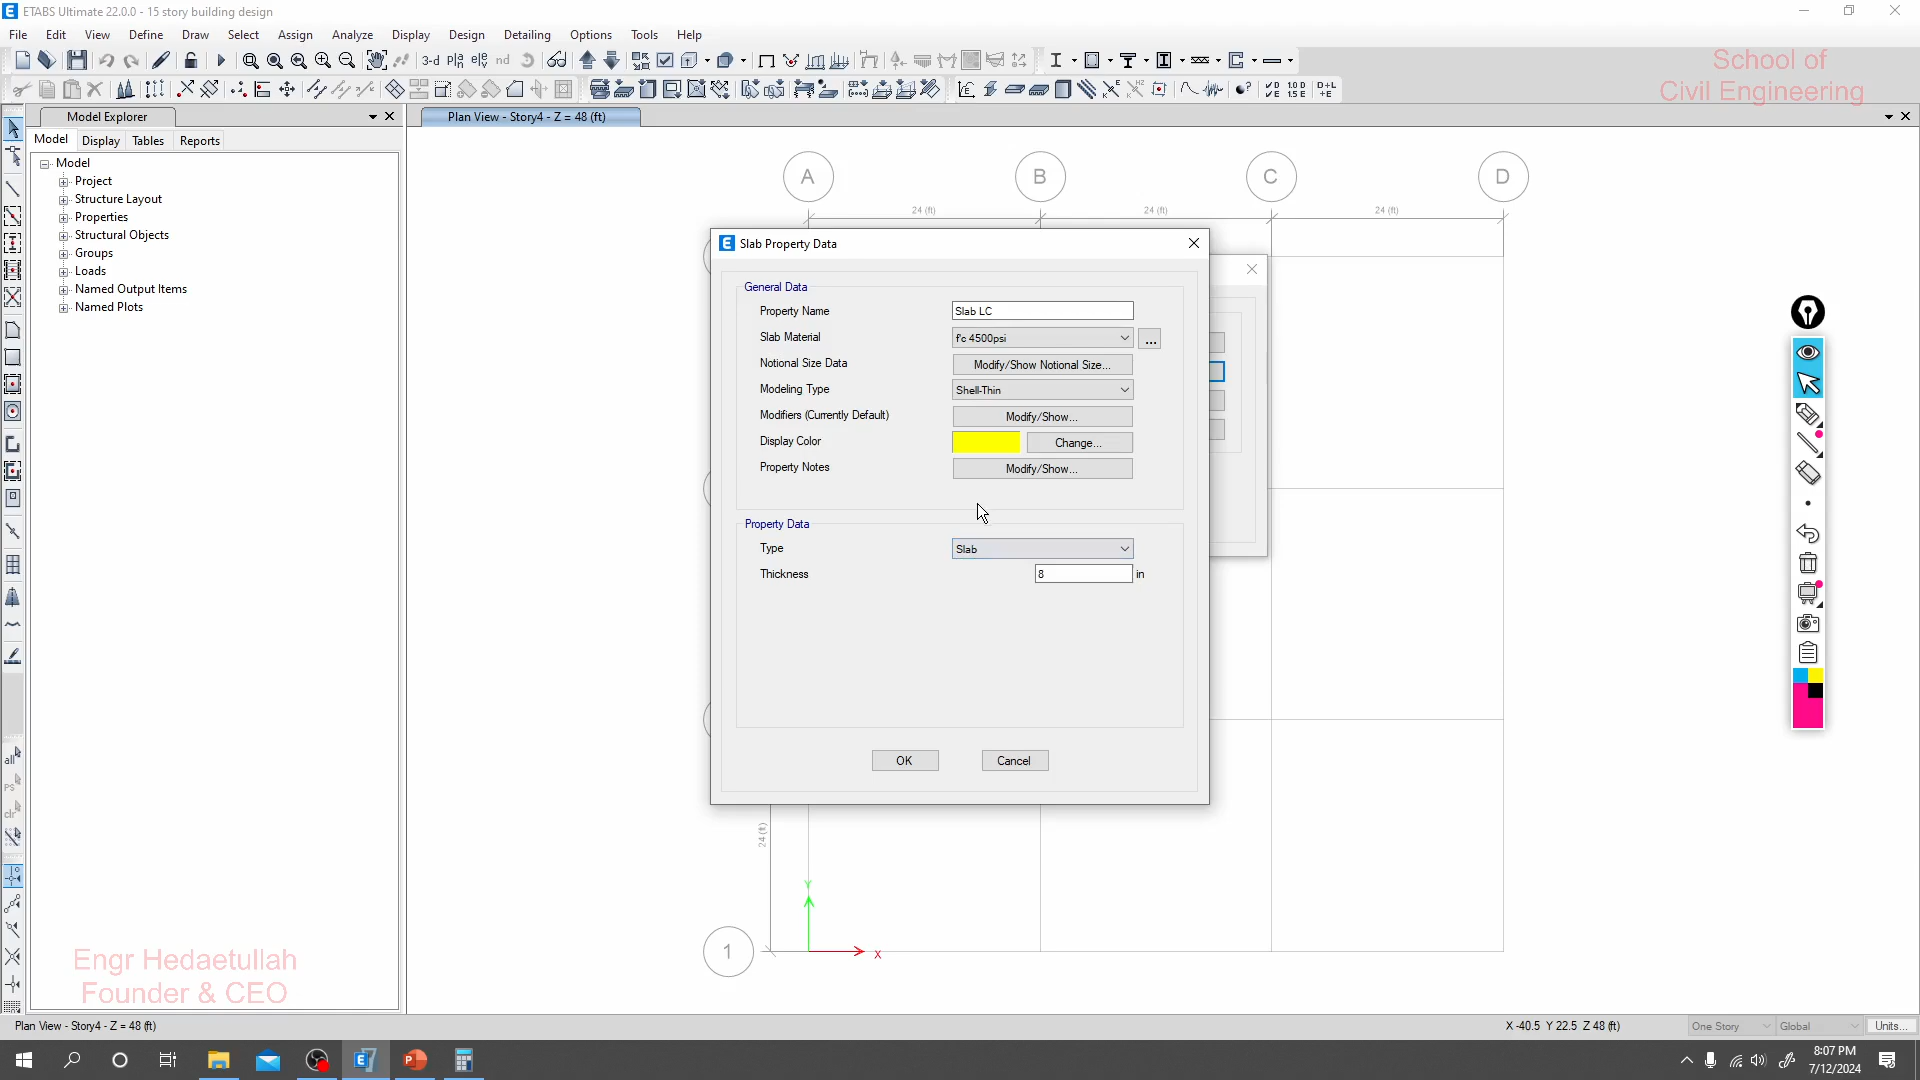 ETABS Ultimate 22.0.0 - 15 story building design
File Edit View Define Draw Select Assign Analyze Display Design Detailing Options Tools Help
3-d
nd
School of
Civil Engineering
Model Explorer
Plan View - Story4 - Z = 48 (ft)
Model Display Tables Reports
Model
Project
Structure Layout
Properties
Structural Objects
Groups
Loads
Named Output Items
Named Plots
A B C D
24 (ft) 24 (ft) 24 (ft)
Slab Property Data
General Data
Property Name Slab LC
Slab Material f'c 4500psi ...
Notional Size Data Modify/Show Notional Size...
Modeling Type Shell-Thin
Modifiers (Currently Default) Modify/Show...
Display Color Change...
Property Notes Modify/Show...
Property Data
Type Slab
Thickness 8 in
OK Cancel
24 (ft)
Y
X
1
all
ps
clr
Engr Hedaetullah
Founder & CEO
Plan View - Story4 - Z = 48 (ft) X -40.5 Y 22.5 Z 48 (ft) One Story Global Units...
8:07 PM
7/12/2024